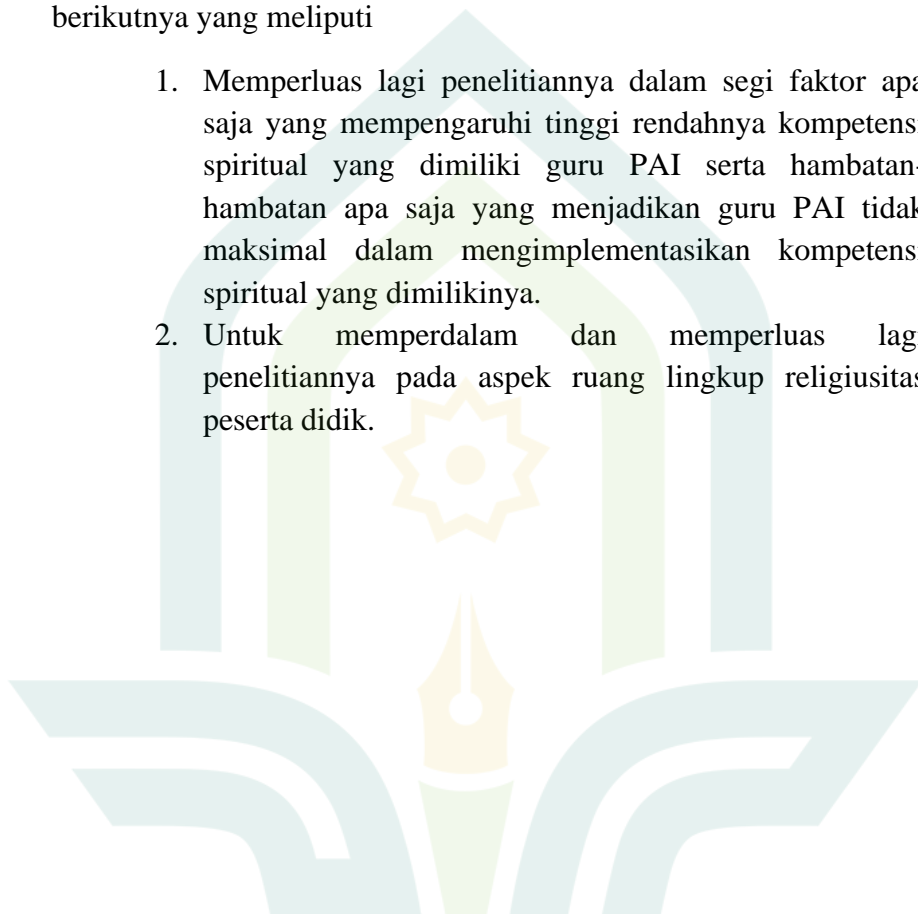 berikutnya yang meliputi
1. Memperluas lagi penelitiannya dalam segi faktor apa
saja yang mempengaruhi tinggi rendahnya kompetensi
spiritual yang dimiliki guru PAI serta hambatan-
hambatan apa saja yang menjadikan guru PAI tidak
maksimal dalam mengimplementasikan kompetensi
spiritual yang dimilikinya.
2. Untuk memperdalam dan memperluas lagi
penelitiannya pada aspek ruang lingkup religiusitas
peserta didik.